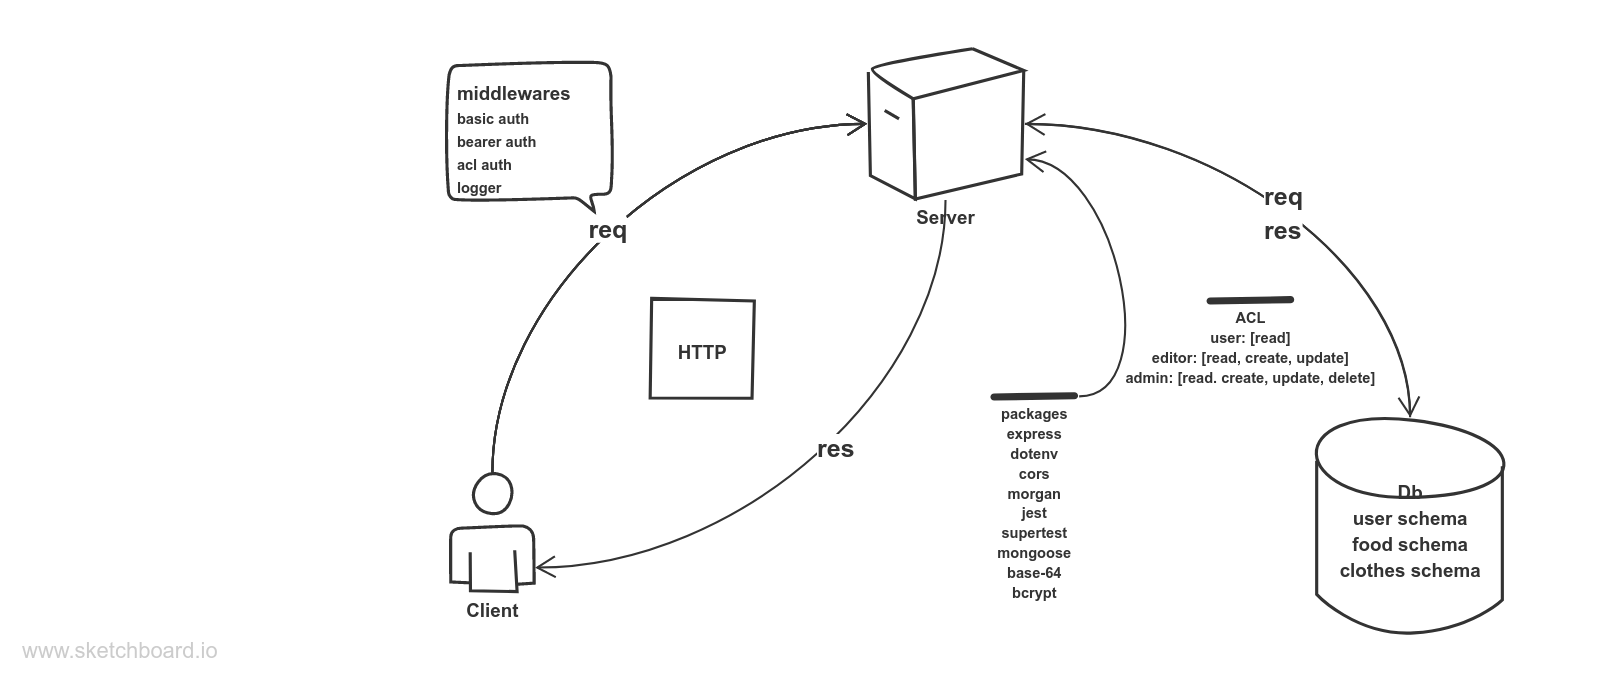 middlewares
basic auth
bearer auth
acl auth
logger
req
Server
req
res
HTTP
ACL
user: [read]
editor: [read, create, update]
admin: [read. create, update, delete]
res
packages
express
dotenv
cors
morgan
jest
supertest
mongoose
base-64
bcrypt
Db
user schema
food schema
clothes schema
Client
www.sketchboard.io